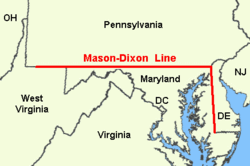 OH
Pennsylvania
Mason-Dixon Line
NJ
Maryland
West
Virginia
DC
DE
Virginia